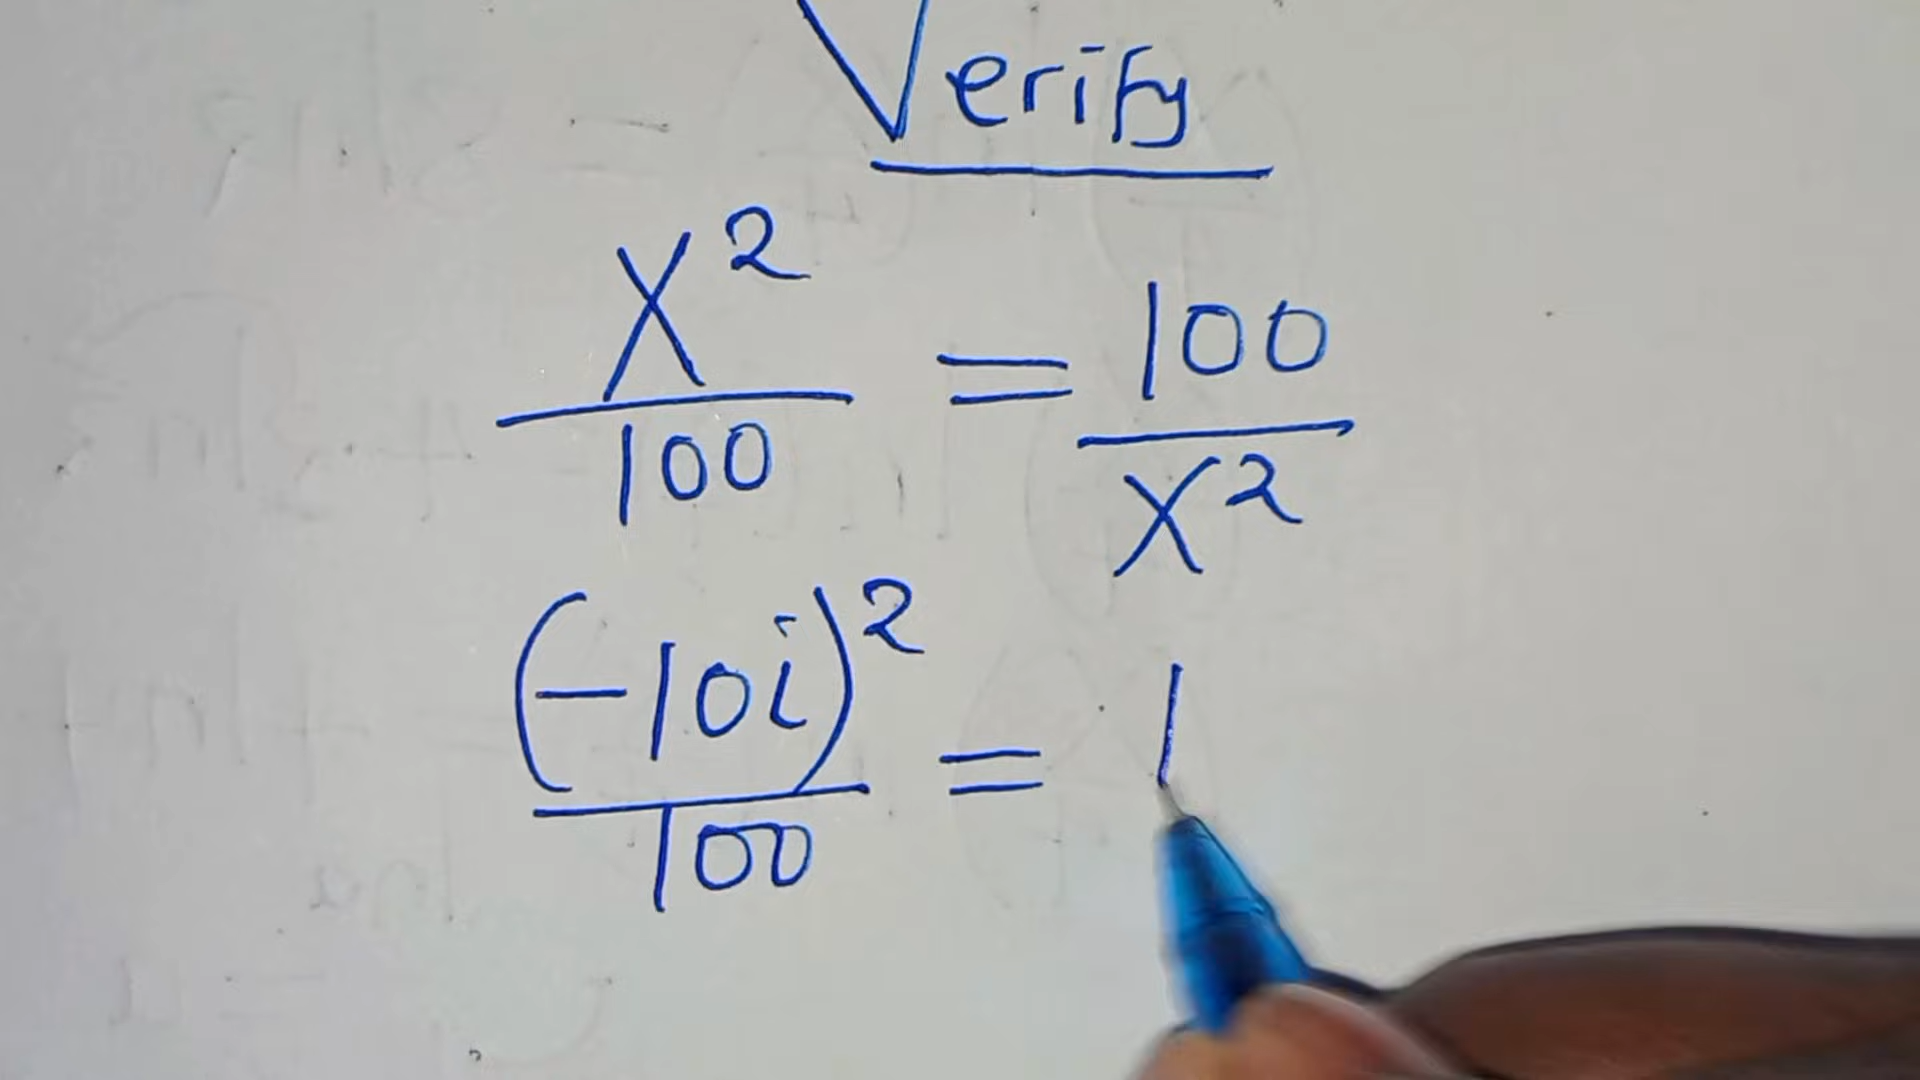 Verify
X²/100 = 100/X²
(-10i)²/100 = 1